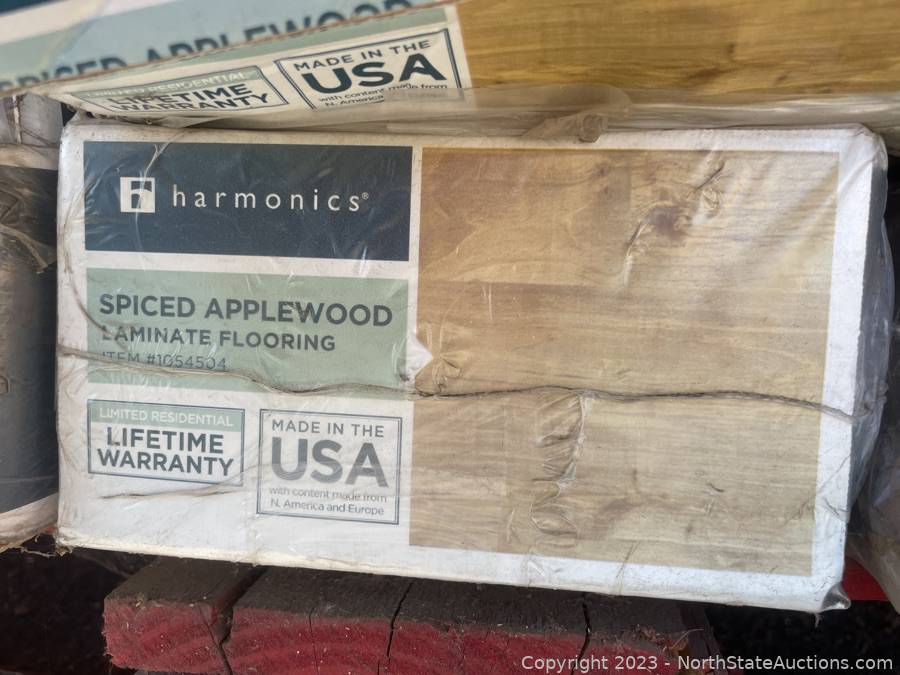 SPICED APPLEWOOD
LIMITED RESIDENTIAL
LIFETIME
WARRANTY
MADE IN THE
USA
with content made from
N. America and Europe
harmonics®
SPICED APPLEWOOD
LAMINATE FLOORING
ITEM #1054504
LIMITED RESIDENTIAL
LIFETIME
WARRANTY
MADE IN THE
USA
with content made from
N. America and Europe
Copyright 2023 - NorthStateAuctions.com